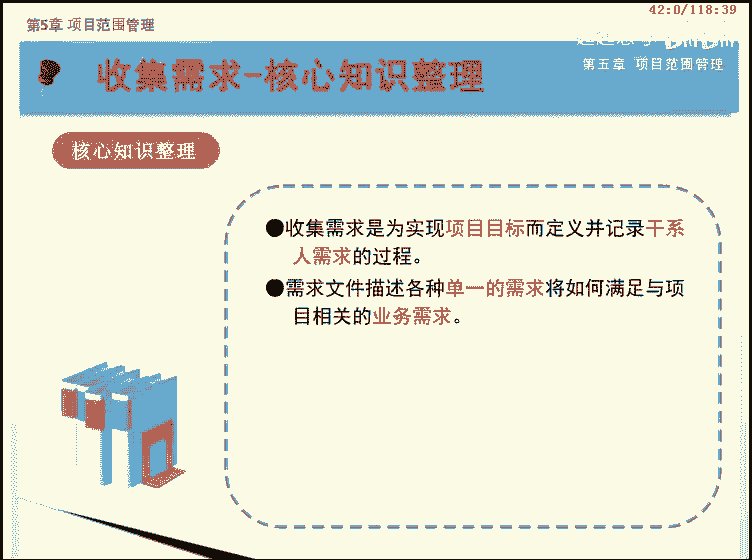 42:0/118:39
第5章 项目范围管理
收集需求-核心知识整理
第五章 项目范围管理
核心知识整理
●收集需求是为实现项目目标而定义并记录干系
人需求的过程。
●需求文件描述各种单一的需求将如何满足与项
目相关的业务需求。